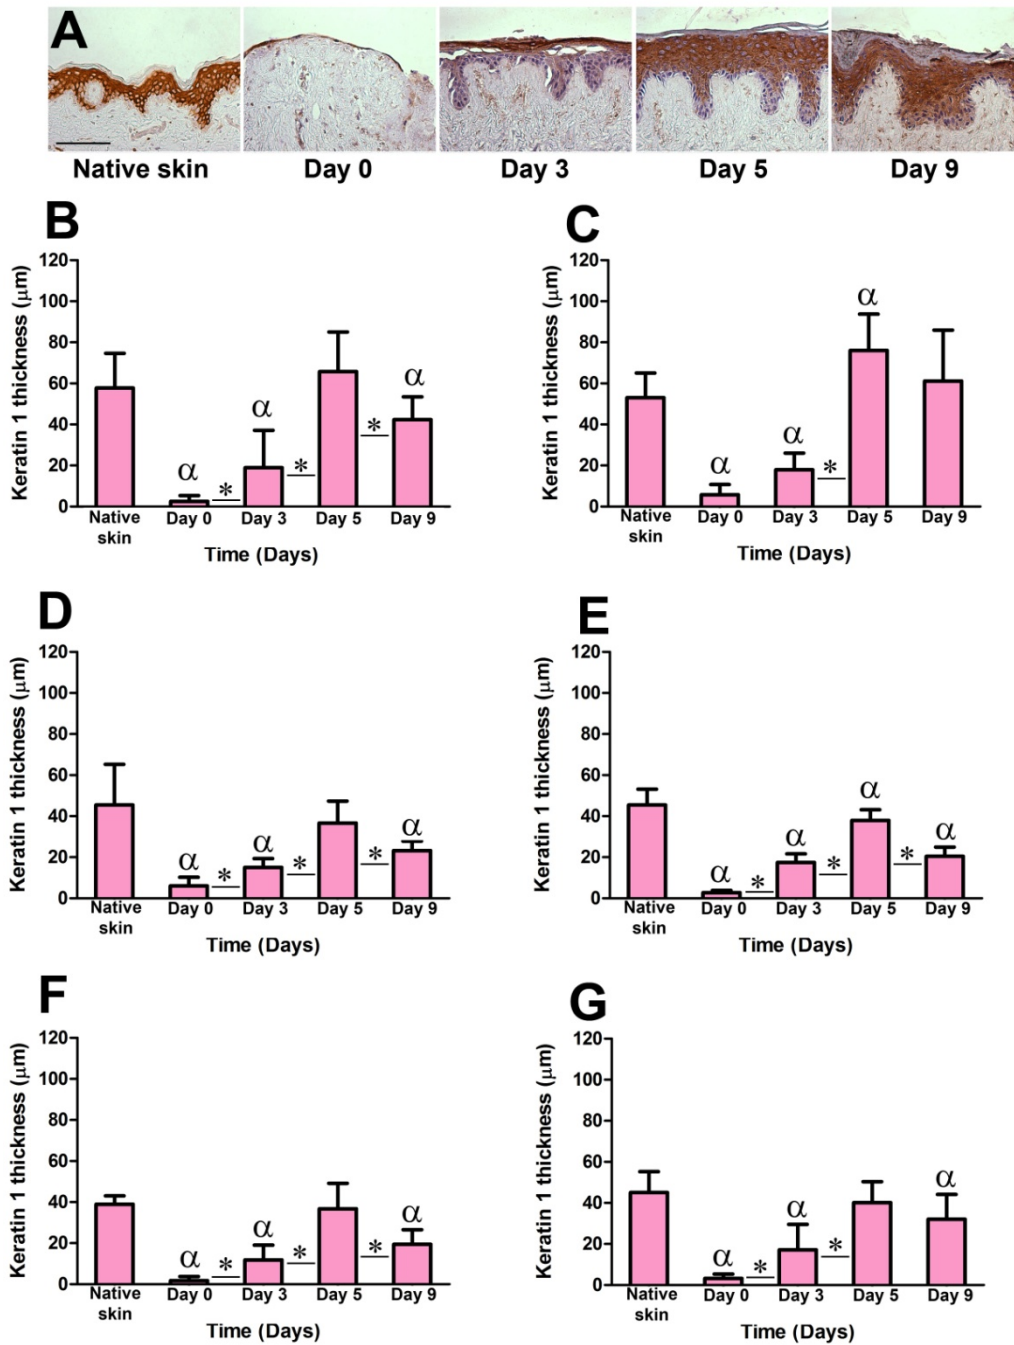 A
Native skin Day 0 Day 3 Day 5 Day 9
B
Keratin 1 thickness (μm)
120
100
80
60
40
20
0
α α α
* * *
Native skin Day 0 Day 3 Day 5 Day 9
Time (Days)
C
Keratin 1 thickness (μm)
120
100
80
60
40
20
0
α α α
*
Native skin Day 0 Day 3 Day 5 Day 9
Time (Days)
D
Keratin 1 thickness (μm)
120
100
80
60
40
20
0
α α α
* * *
Native skin Day 0 Day 3 Day 5 Day 9
Time (Days)
E
Keratin 1 thickness (μm)
120
100
80
60
40
20
0
α α α α
* * *
Native skin Day 0 Day 3 Day 5 Day 9
Time (Days)
F
Keratin 1 thickness (μm)
120
100
80
60
40
20
0
α α α
* * *
Native skin Day 0 Day 3 Day 5 Day 9
Time (Days)
G
Keratin 1 thickness (μm)
120
100
80
60
40
20
0
α α α
* *
Native skin Day 0 Day 3 Day 5 Day 9
Time (Days)